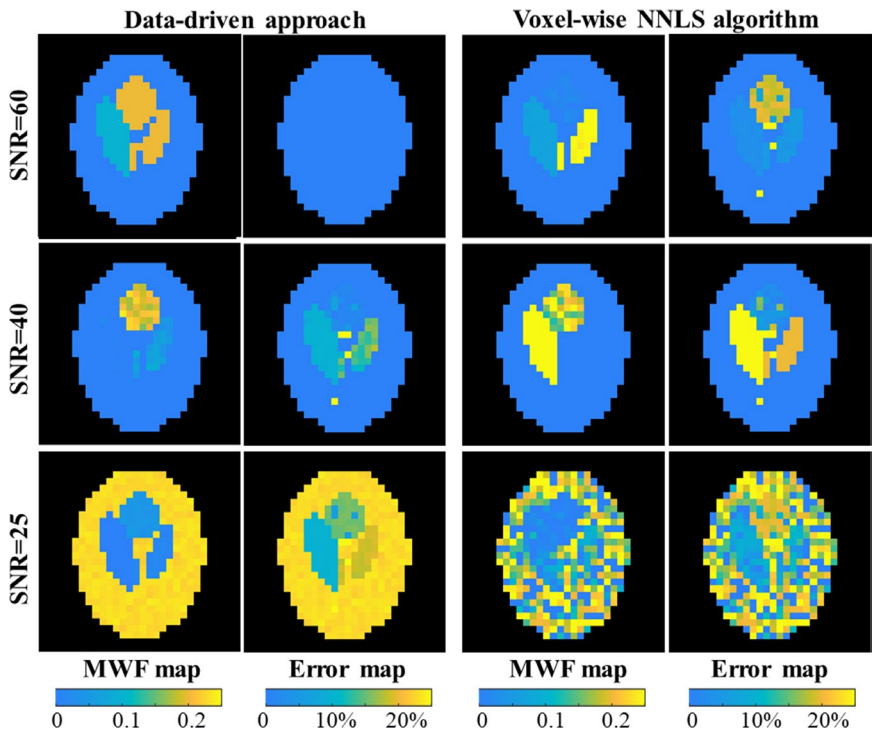 Data-driven approach Voxel-wise NNLS algorithm
SNR=60
SNR=40
SNR=25
MWF map Error map MWF map Error map
0 0.1 0.2 0 10% 20% 0 0.1 0.2 0 10% 20%